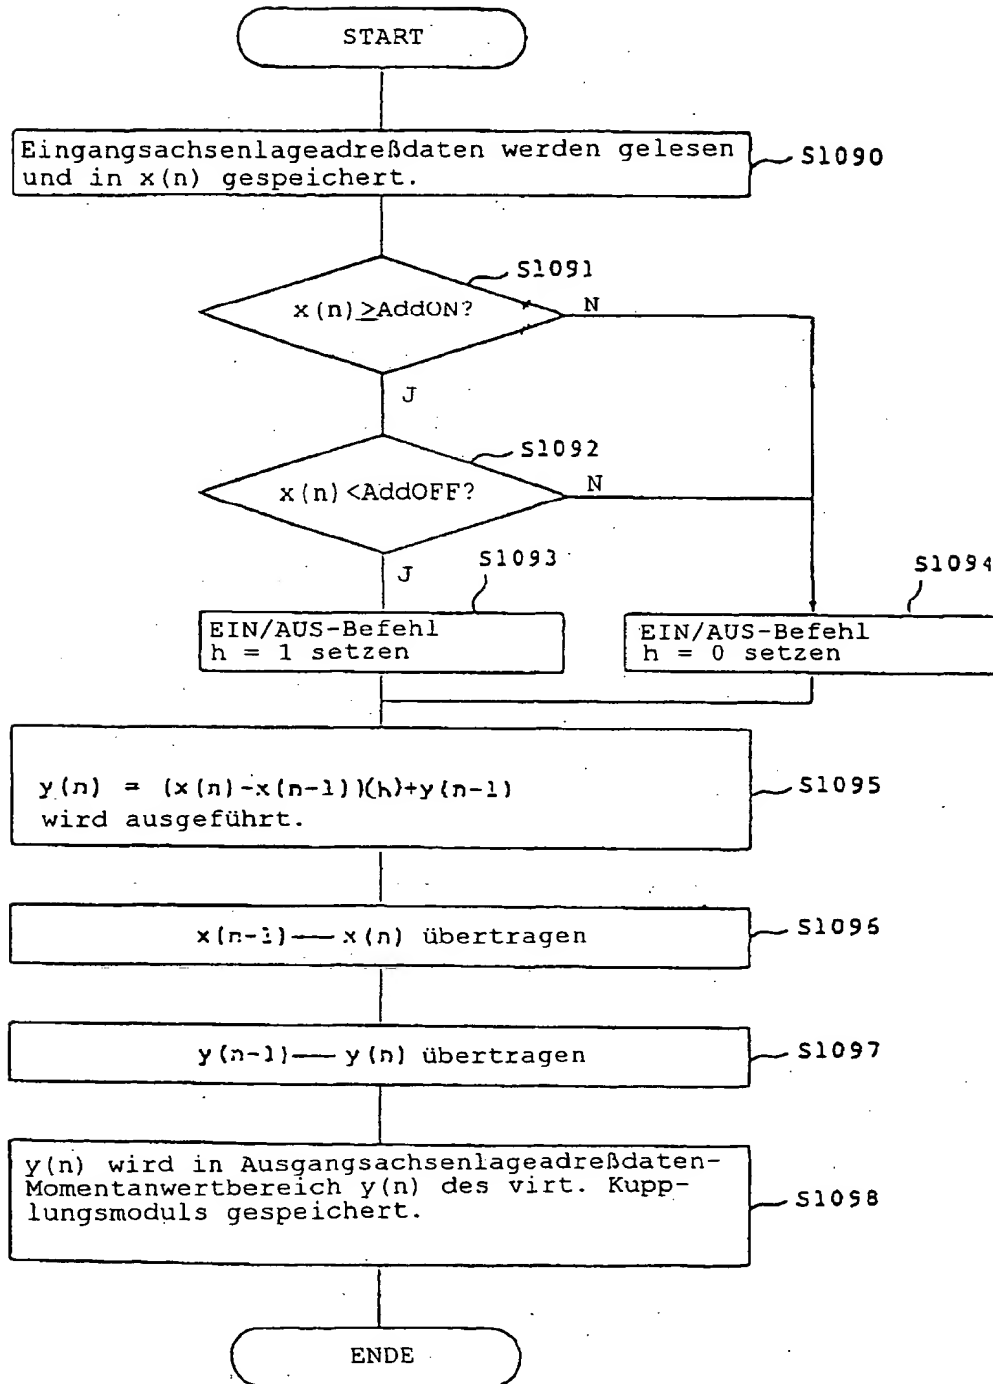 START
Eingangsachsenlageadreßdaten werden gelesen
und in x(n) gespeichert.
S1090
S1091
x(n)≥AddON?
N
J
S1092
x(n)<AddOFF?
N
J
S1093
EIN/AUS-Befehl
h = 1 setzen
S1094
EIN/AUS-Befehl
h = 0 setzen
y(n) = (x(n)-x(n-1))(h)+y(n-1)
wird ausgeführt.
S1095
x(n-1)— x(n) übertragen
S1096
y(n-1)— y(n) übertragen
S1097
y(n) wird in Ausgangsachsenlageadreßdaten-
Momentanwertbereich y(n) des virt. Kupp-
lungsmoduls gespeichert.
S1098
ENDE